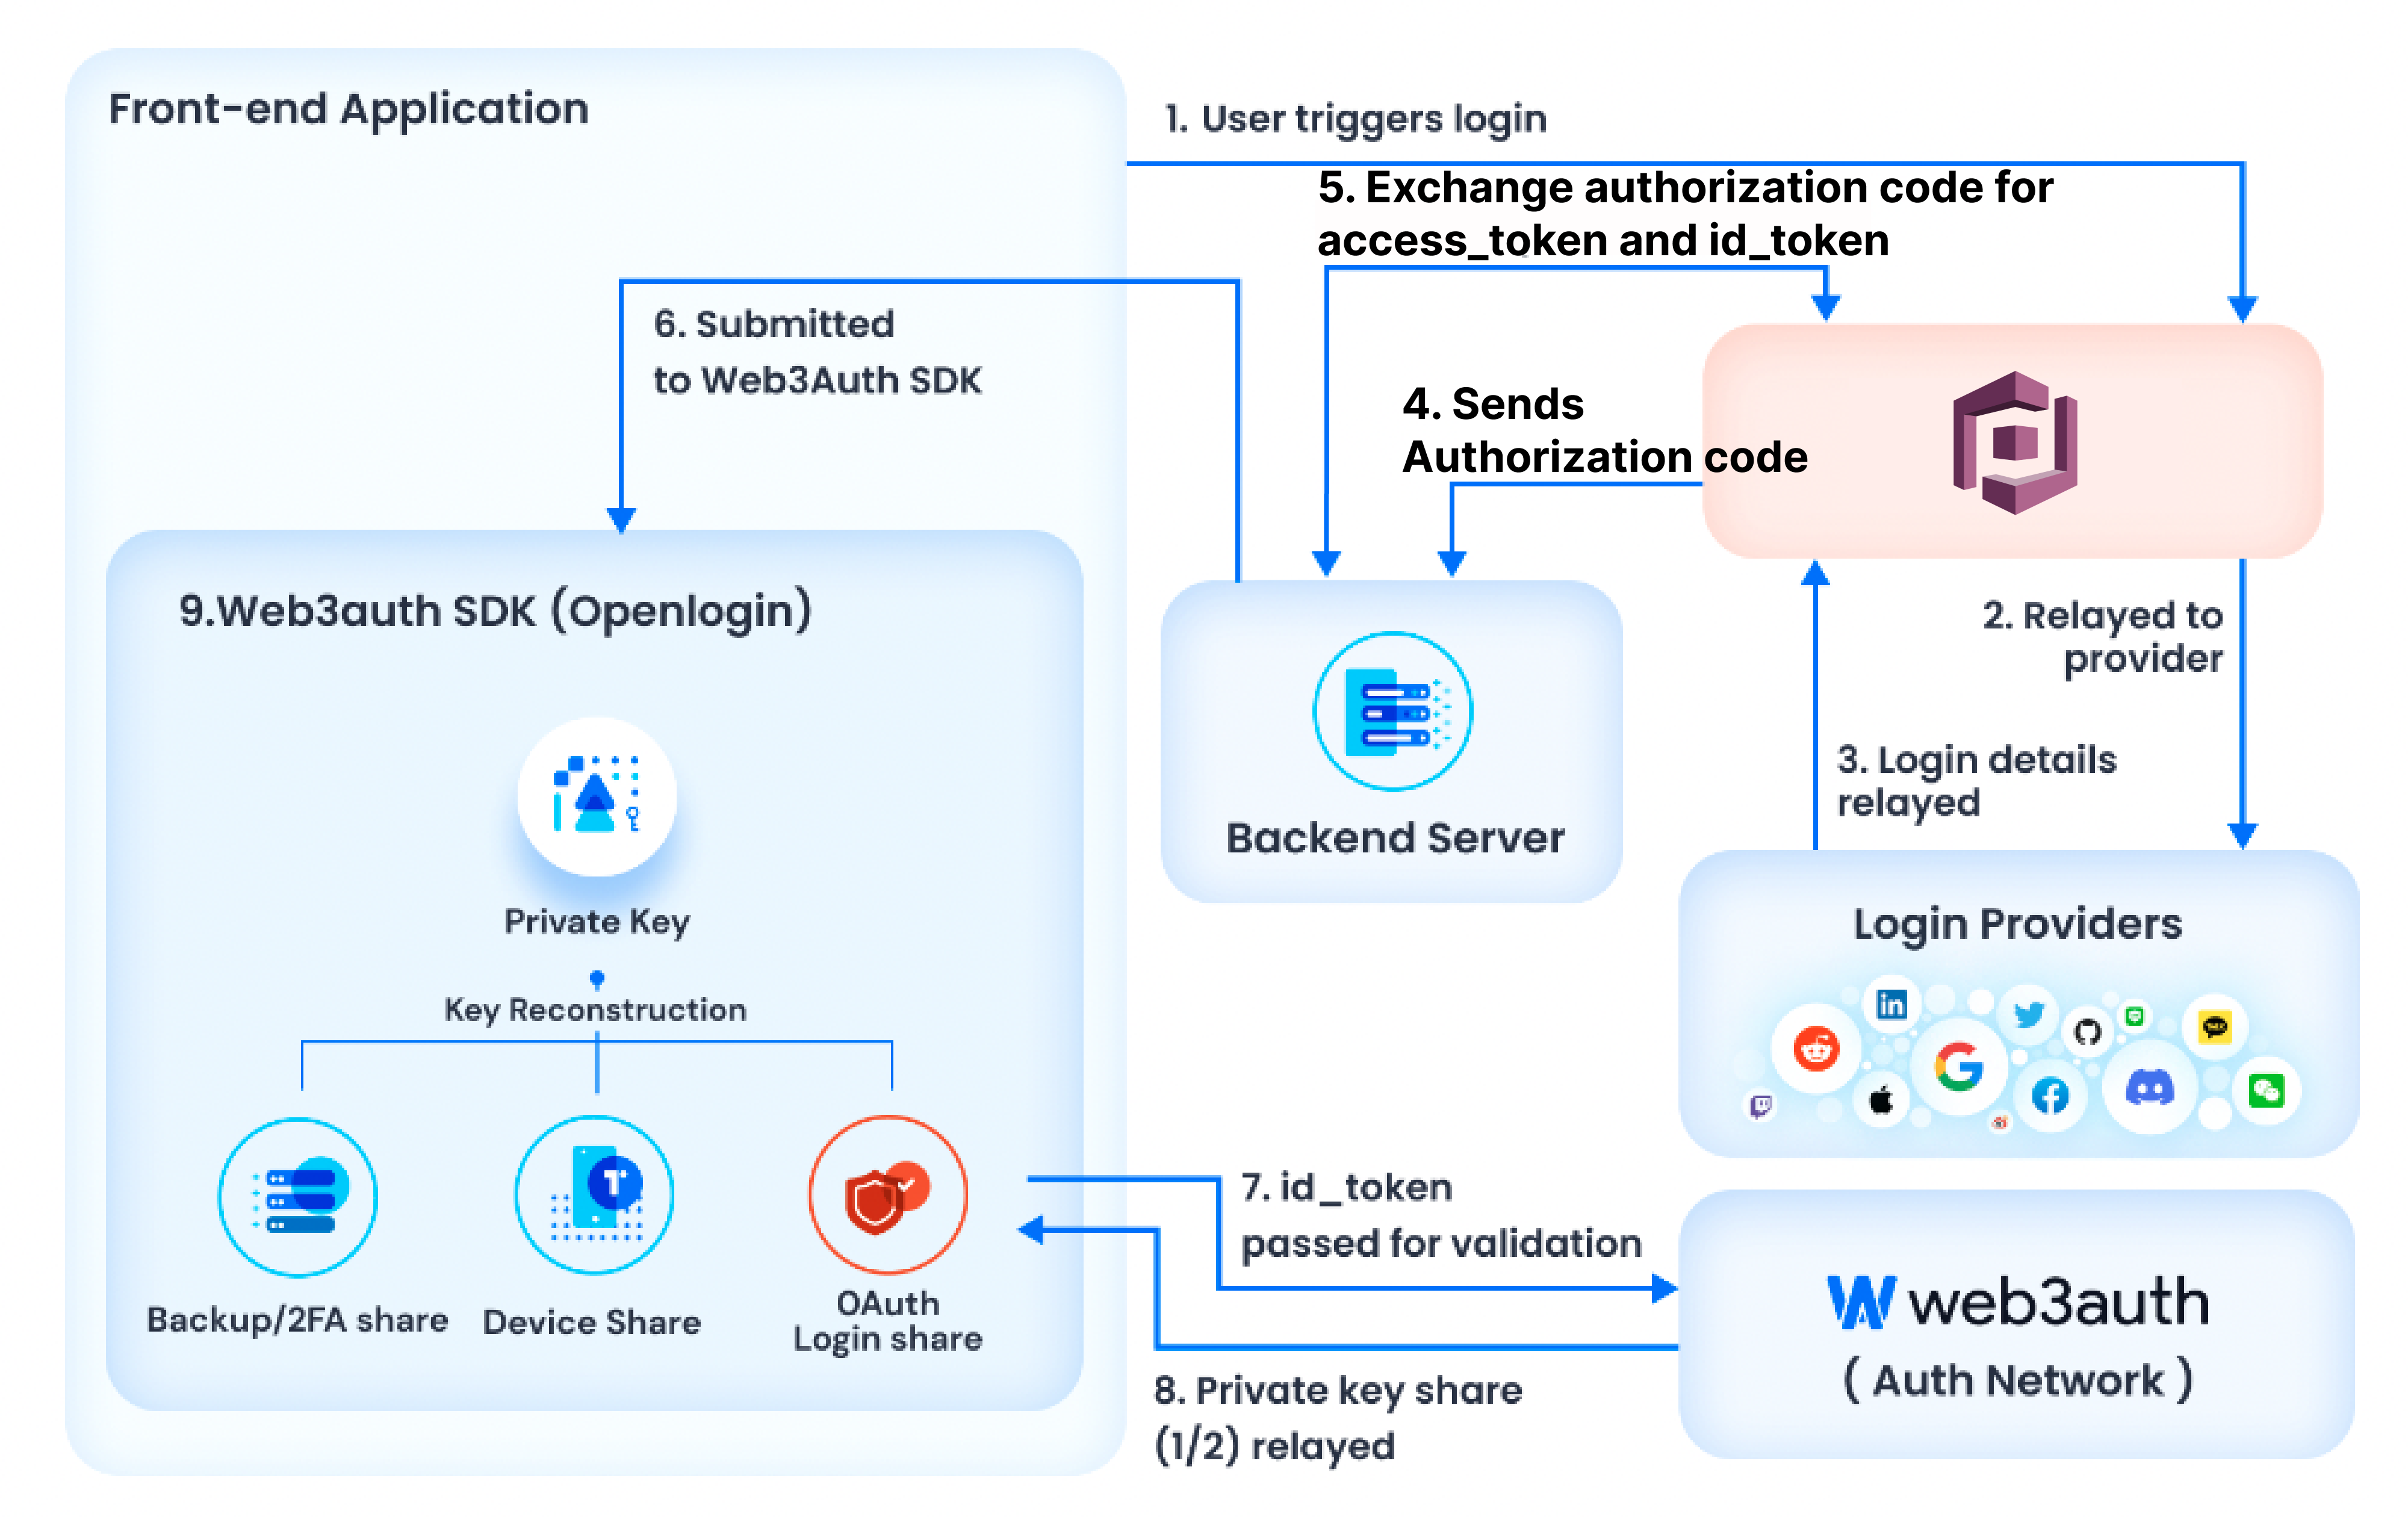 Front-end Application
1. User triggers login
5. Exchange authorization code for
access_token and id_token
6. Submitted
to Web3Auth SDK
4. Sends
Authorization code
2. Relayed to
provider
3. Login details
relayed
9.Web3auth SDK (Openlogin)
Private Key
Key Reconstruction
Backup/2FA share
Device Share
OAuth
Login share
Backend Server
Login Providers
7. id_token
passed for validation
8. Private key share
(1/2) relayed
web3auth
( Auth Network )